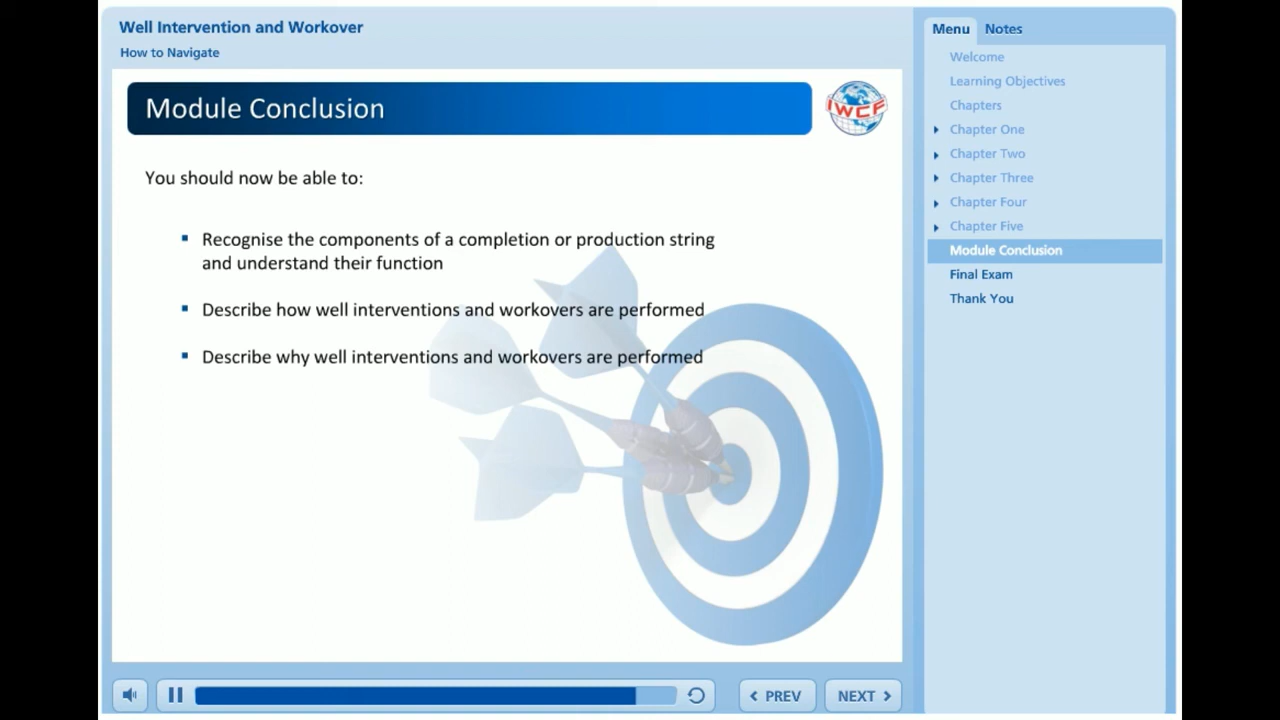 Well Intervention and Workover
How to Navigate
Module Conclusion
IWCF
You should now be able to:
Recognise the components of a completion or production string
and understand their function
Describe how well interventions and workovers are performed
Describe why well interventions and workovers are performed
PREV
NEXT
Menu
Notes
Welcome
Learning Objectives
Chapters
Chapter One
Chapter Two
Chapter Three
Chapter Four
Chapter Five
Module Conclusion
Final Exam
Thank You